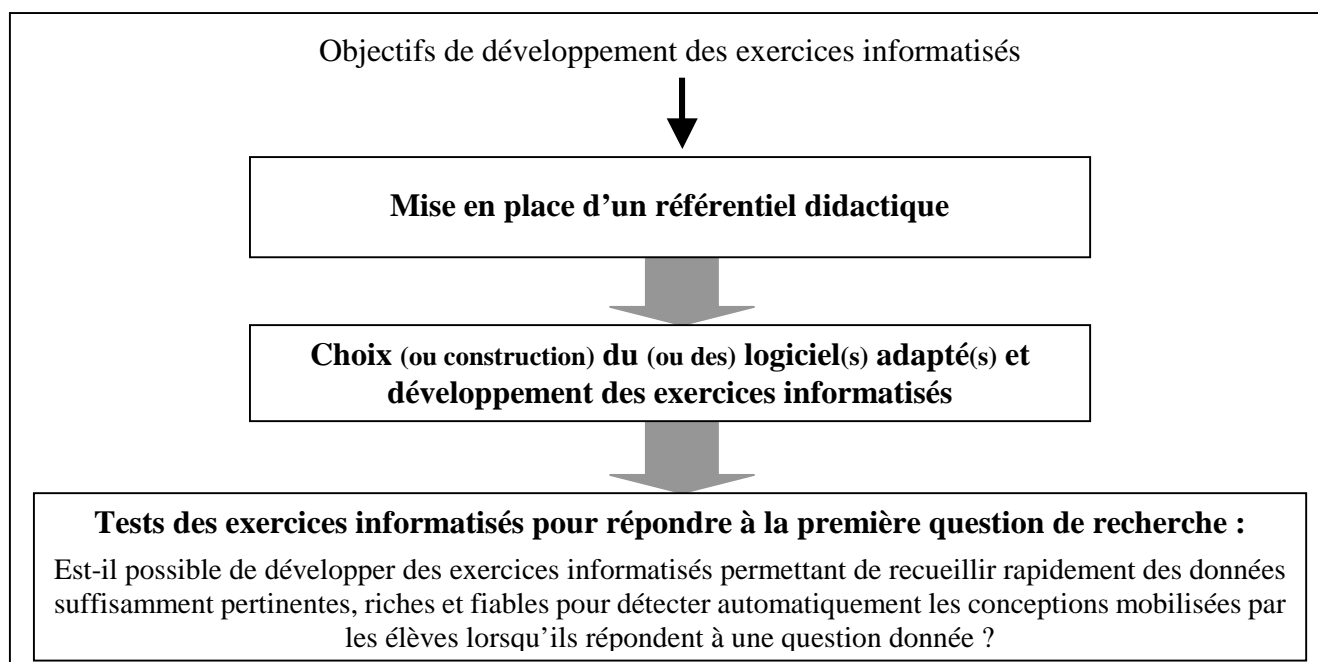 Objectifs de développement des exercices informatisés
Mise en place d’un référentiel didactique
Choix (ou construction) du (ou des) logiciel(s) adapté(s) et
développement des exercices informatisés
Tests des exercices informatisés pour répondre à la première question de recherche :
Est-il possible de développer des exercices informatisés permettant de recueillir rapidement des données
suffisamment pertinentes, riches et fiables pour détecter automatiquement les conceptions mobilisées par
les élèves lorsqu’ils répondent à une question donnée ?